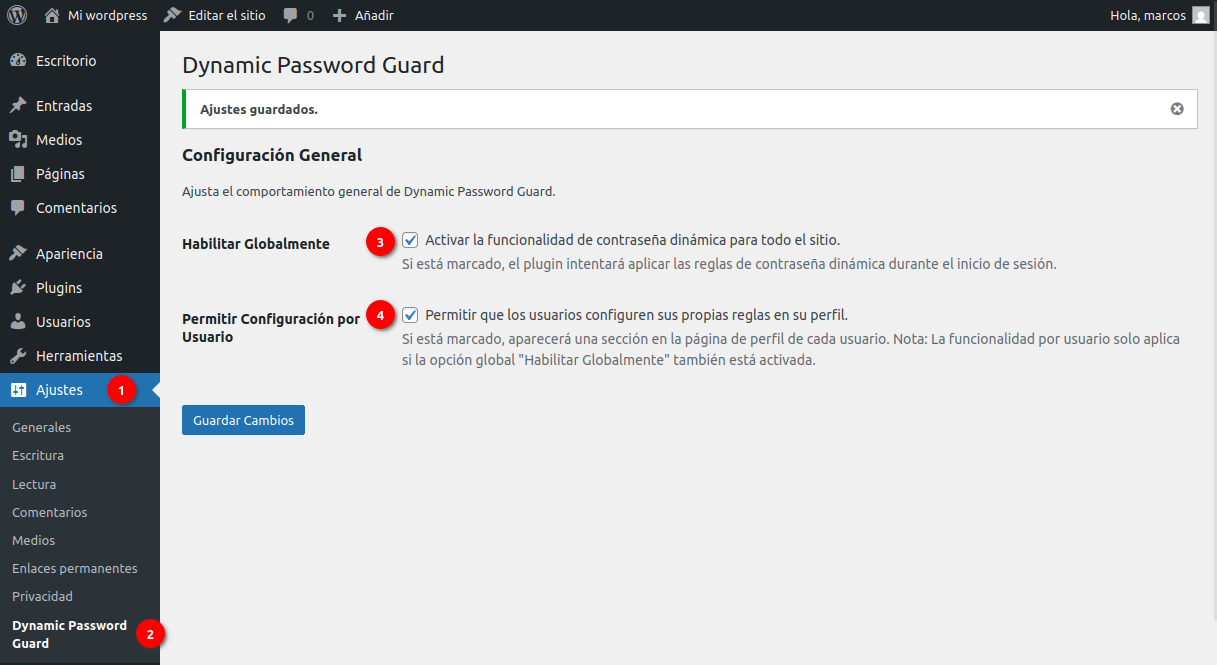 Mi wordpress
Editar el sitio
0
Añadir
Hola, marcos
Escritorio
Entradas
Medios
Páginas
Comentarios
Apariencia
Plugins
Usuarios
Herramientas
Ajustes
1
Generales
Escritura
Lectura
Comentarios
Medios
Enlaces permanentes
Privacidad
Dynamic Password
Guard
2
Dynamic Password Guard
Ajustes guardados.
Configuración General
Ajusta el comportamiento general de Dynamic Password Guard.
Habilitar Globalmente
3
Activar la funcionalidad de contraseña dinámica para todo el sitio.
Si está marcado, el plugin intentará aplicar las reglas de contraseña dinámica durante el inicio de sesión.
Permitir Configuración por
Usuario
4
Permitir que los usuarios configuren sus propias reglas en su perfil.
Si está marcado, aparecerá una sección en la página de perfil de cada usuario. Nota: La funcionalidad por usuario solo aplica
si la opción global "Habilitar Globalmente" también está activada.
Guardar Cambios